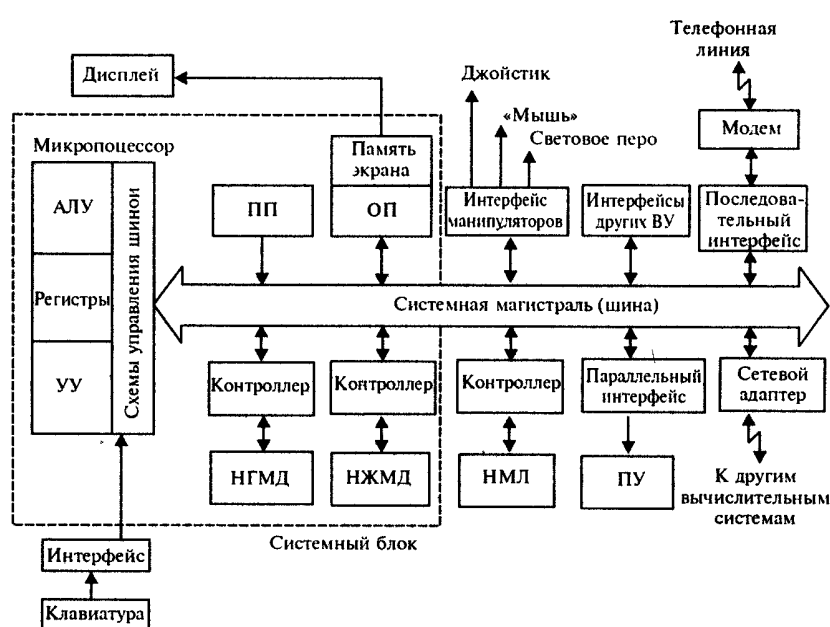 Телефонная
линия
Дисплей
Джойстик
«Мышь»
Световое перо
Модем
Микропоцессор
Память
экрана
АЛУ
ПП
ОП
Интерфейс
манипуляторов
Интерфейсы
других ВУ
Последова-
тельный
интерфейс
Регистры
Схемы управления шинои
Системная магистраль (шина)
УУ
Контроллер
Контроллер
Контроллер
Параллельный
интерфейс
Сетевой
адаптер
НГМД
НЖМД
НМЛ
ПУ
К другим
вычислительным
системам
Системный блок
Интерфейс
Клавиатура